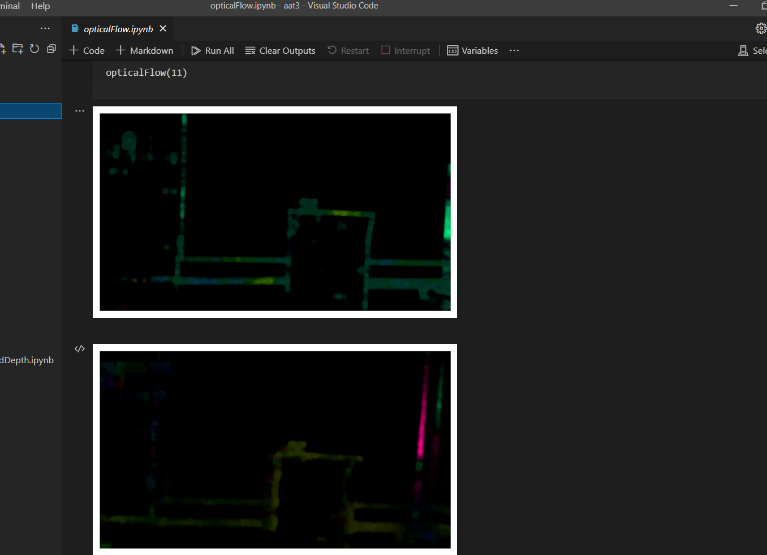 minal Help opticalFlow.ipynb - aat3 - Visual Studio Code
opticalFlow.ipynb
Code Markdown Run All Clear Outputs Restart Interrupt Variables ... Sele
opticalFlow(11)
dDepth.ipynb